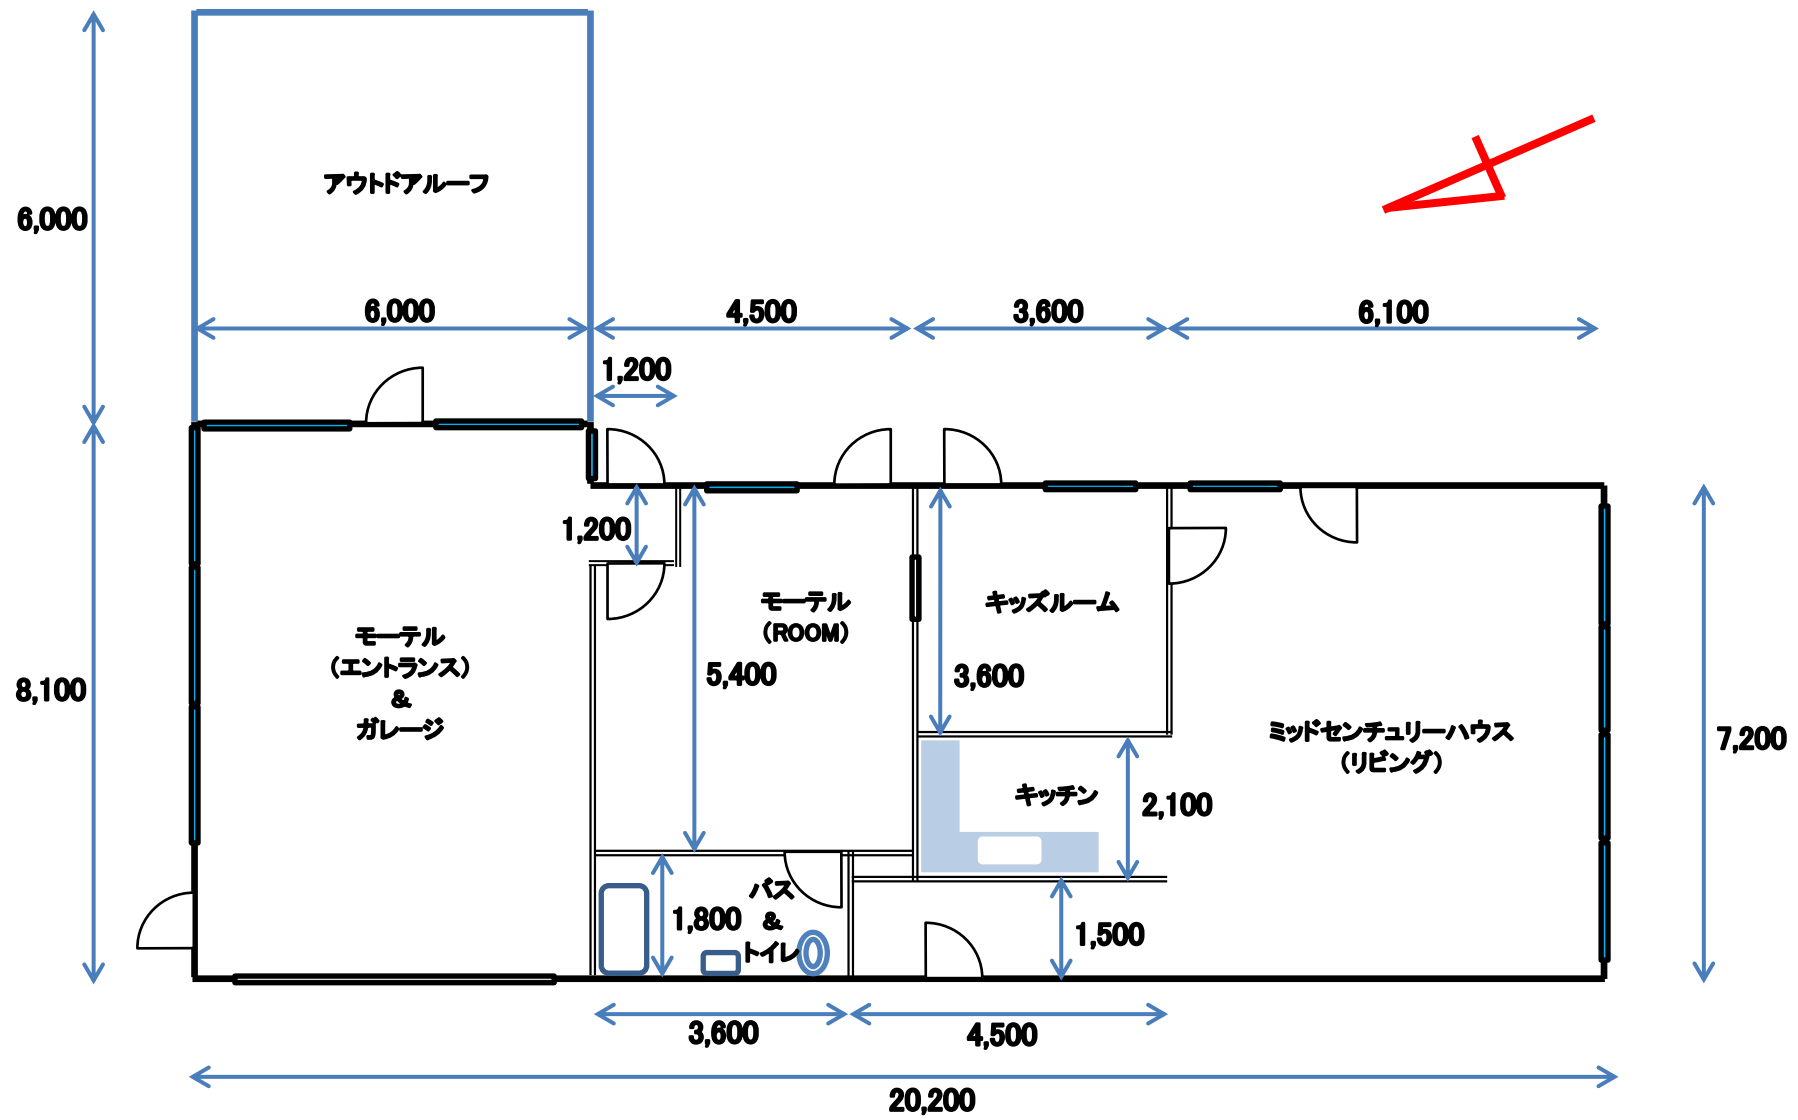 アウトドアルーフ
6,000
6,000
4,500
3,600
6,100
1,200
1,200
モーテル
（ROOM）
キッズルーム
モーテル
（エントランス）
&
ガレージ
5,400
3,600
8,100
ミッドセンチュリーハウス
（リビング）
7,200
キッチン
2,100
バス
&
トイレ
1,800
1,500
3,600
4,500
20,200